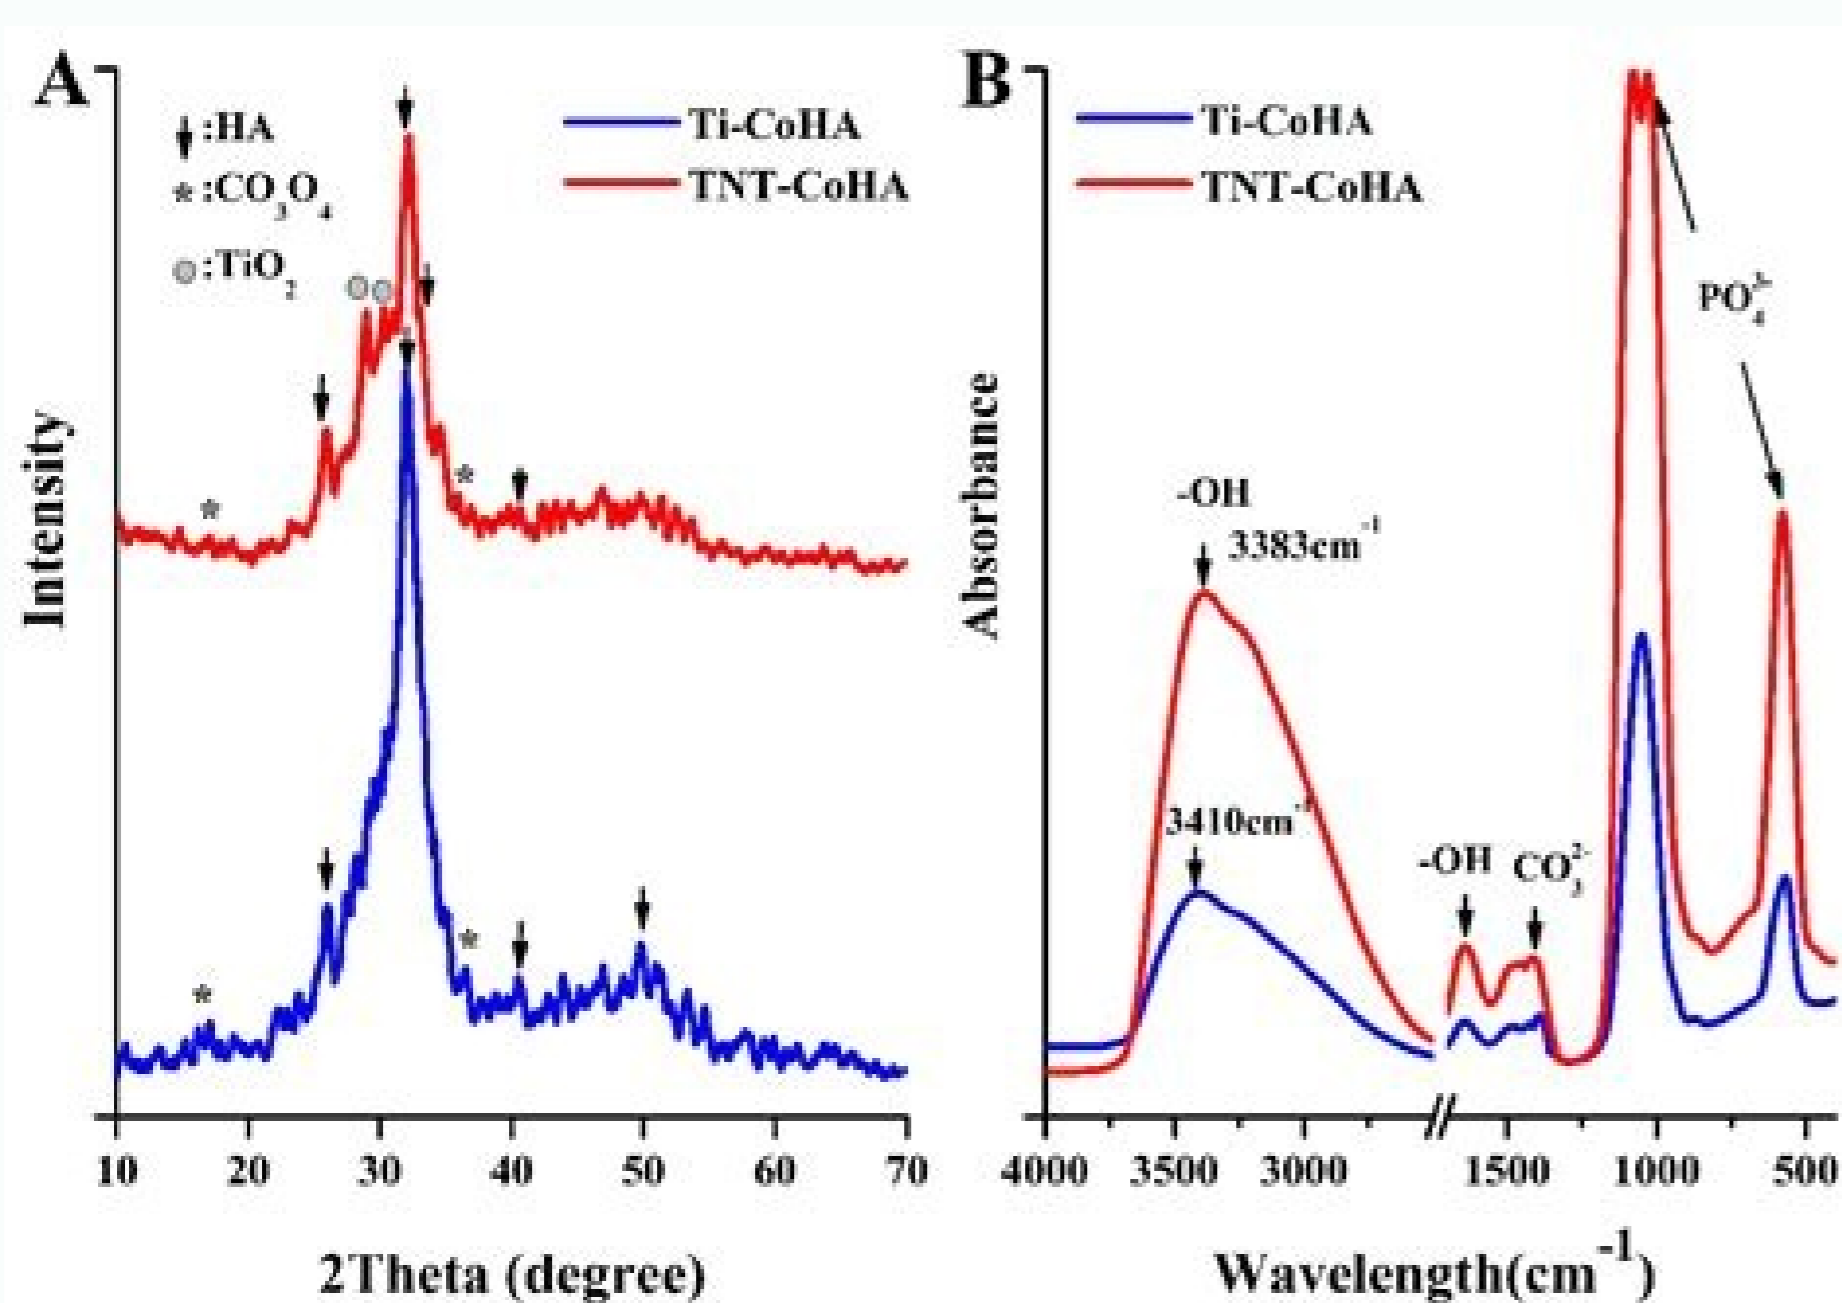 A
:HA
* :CO3O4
:TiO2
Ti-CoHA
TNT-CoHA
*
*
*
*
Intensity
10 20 30 40 50 60 70
2Theta (degree)
B
Ti-CoHA
TNT-CoHA
PO4 3-
-OH
3383cm-1
3410cm-1
-OH CO3 2-
Absorbance
4000 3500 3000 1500 1000 500
Wavelength(cm-1)